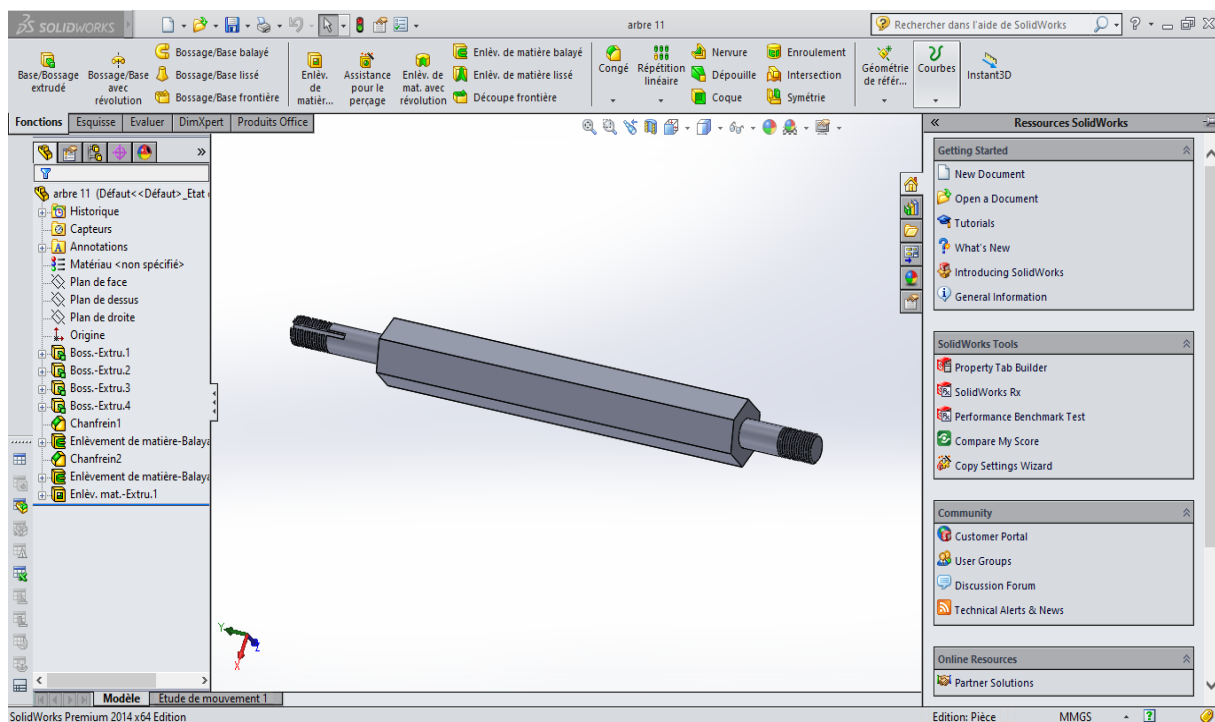 SOLIDWORKS
arbre 11
Rechercher dans l'aide de SolidWorks
Base/Bossage extrudé
Bossage/Base avec révolution
Bossage/Base balayé
Bossage/Base lissé
Bossage/Base frontière
Enlèv. de matièr...
Assistance pour le perçage
Enlèv. de mat. avec révolution
Enlèv. de matière balayé
Enlèv. de matière lissé
Découpe frontière
Congé
Répétition linéaire
Nervure
Dépouille
Coque
Enroulement
Intersection
Symétrie
Géométrie de référ...
Courbes
Instant3D
Fonctions
Esquisse
Evaluer
DimXpert
Produits Office
arbre 11 (Défaut<<Défaut>_Etat
Historique
Capteurs
Annotations
Matériau <non spécifié>
Plan de face
Plan de dessus
Plan de droite
Origine
Boss.-Extru.1
Boss.-Extru.2
Boss.-Extru.3
Boss.-Extru.4
Chanfrein1
Enlèvement de matière-Balaya
Chanfrein2
Enlèvement de matière-Balaya
Enlèv. mat.-Extru.1
Y
Z
X
Ressources SolidWorks
Getting Started
New Document
Open a Document
Tutorials
What's New
Introducing SolidWorks
General Information
SolidWorks Tools
Property Tab Builder
SolidWorks Rx
Performance Benchmark Test
Compare My Score
Copy Settings Wizard
Community
Customer Portal
User Groups
Discussion Forum
Technical Alerts & News
Online Resources
Partner Solutions
Modèle
Etude de mouvement 1
SolidWorks Premium 2014 x64 Edition
Edition: Pièce
MMGS